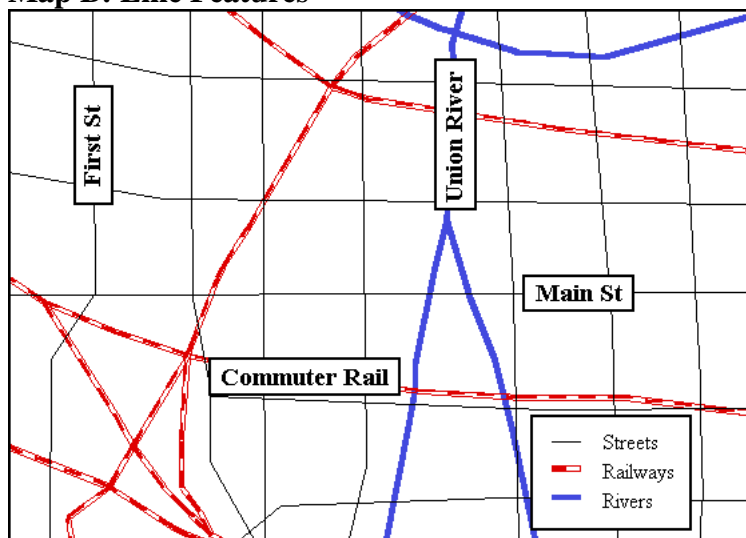 Map B: Line Features
First St
Union River
Main St
Commuter Rail
Streets
Railways
Rivers